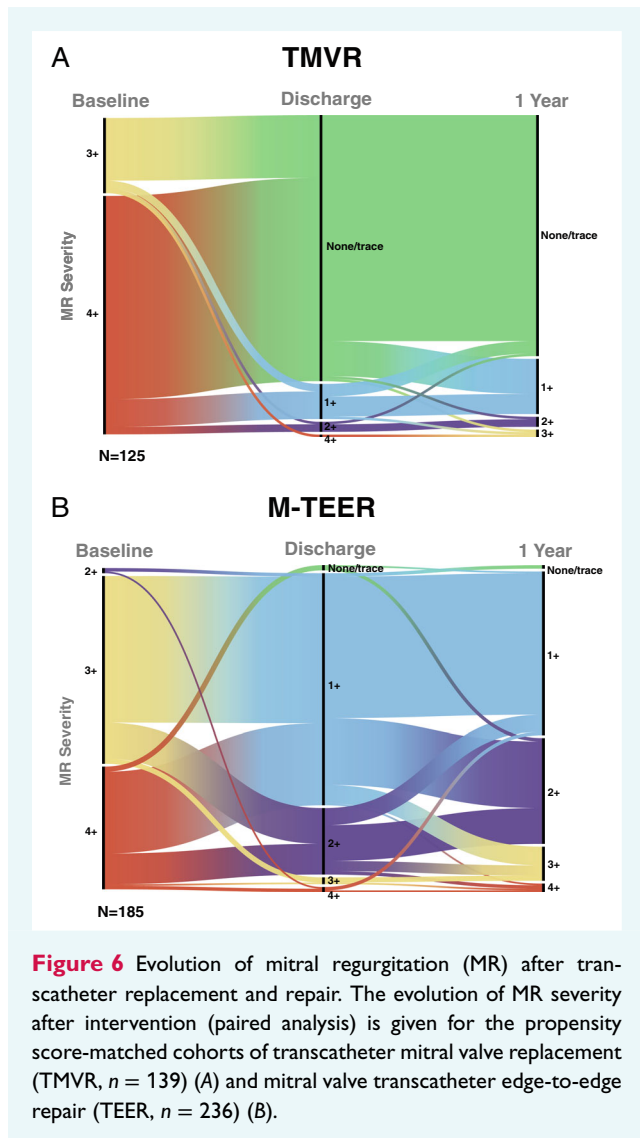 A
TMVR
Baseline
Discharge
1 Year
3+
4+
MR Severity
None/trace
1+
2+
4+
None/trace
1+
2+
3+
N=125
B
M-TEER
Baseline
Discharge
1 Year
2+
3+
4+
MR Severity
None/trace
1+
2+
3+
4+
None/trace
1+
2+
3+
4+
N=185
Figure 6 Evolution of mitral regurgitation (MR) after tran-
scatheter replacement and repair. The evolution of MR severity
after intervention (paired analysis) is given for the propensity
score-matched cohorts of transcatheter mitral valve replacement
(TMVR, n = 139) (A) and mitral valve transcatheter edge-to-edge
repair (TEER, n = 236) (B).